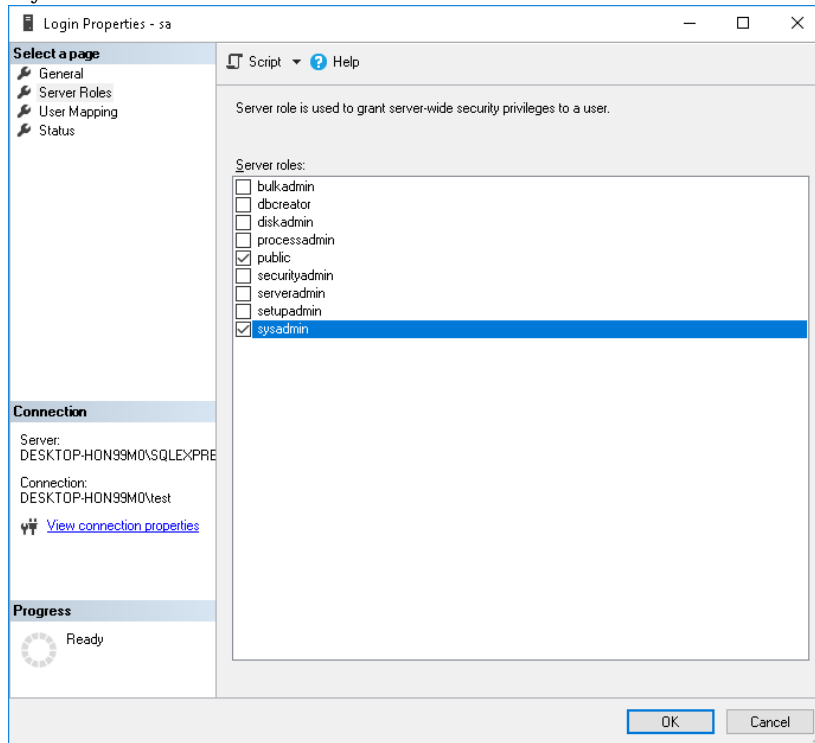 Login Properties - sa
Select a page
General
Server Roles
User Mapping
Status
Script
Help
Server role is used to grant server-wide security privileges to a user.
Server roles:
bulkadmin
dbcreator
diskadmin
processadmin
public
securityadmin
serveradmin
setupadmin
sysadmin
Connection
Server:
DESKTOP-HON99M0\SQLEXPRE
Connection:
DESKTOP-HON99M0\test
View connection properties
Progress
Ready
OK
Cancel